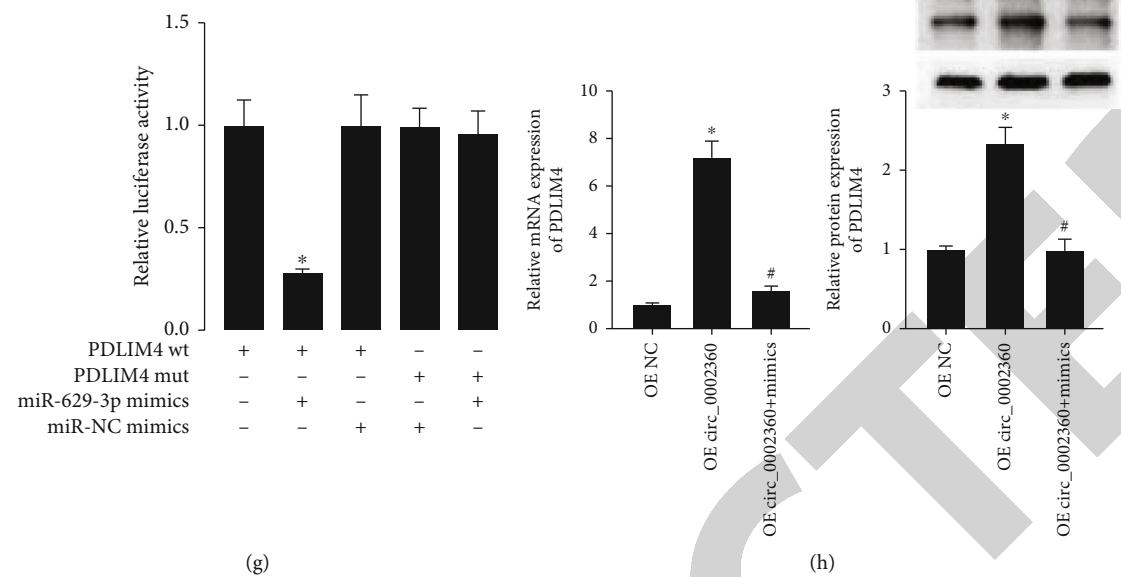 1.5
1.0
0.5
0.0
Relative luciferase activity
*
PDLIM4 wt + + + – –
PDLIM4 mut – – – + +
miR-629-3p mimics – + – – +
miR-NC mimics – – + + –
(g)
10
8
6
4
2
0
Relative mRNA expression
of PDLIM4
*
#
OE NC
OE circ_0002360
OE circ_0002360+mimics
3
2
1
0
Relative protein expression
of PDLIM4
*
#
OE NC
OE circ_0002360
OE circ_0002360+mimics
(h)